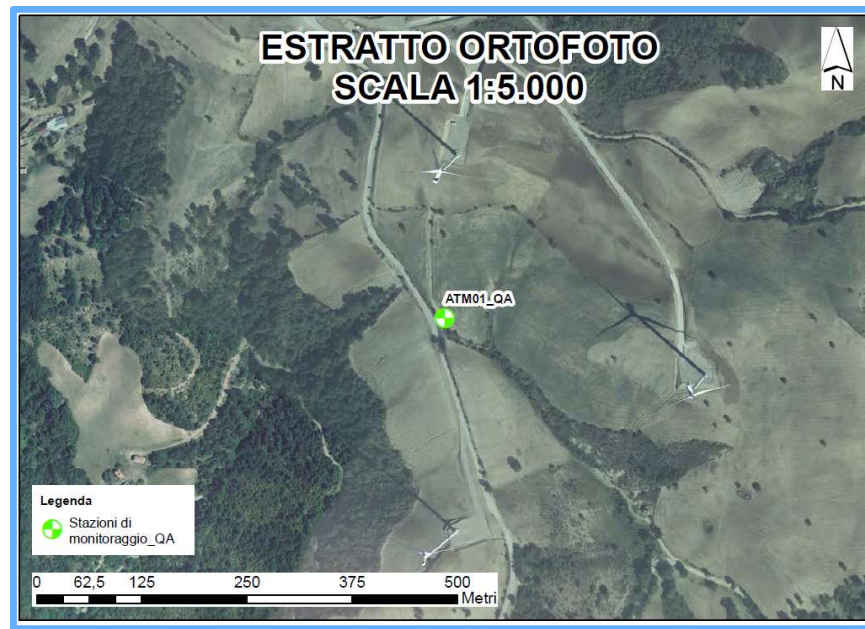 ESTRATTO ORTOFOTO
SCALA 1:5.000
N
ATM01_QA
Legenda
Stazioni di
monitoraggio_QA
0 62,5 125 250 375 500
Metri